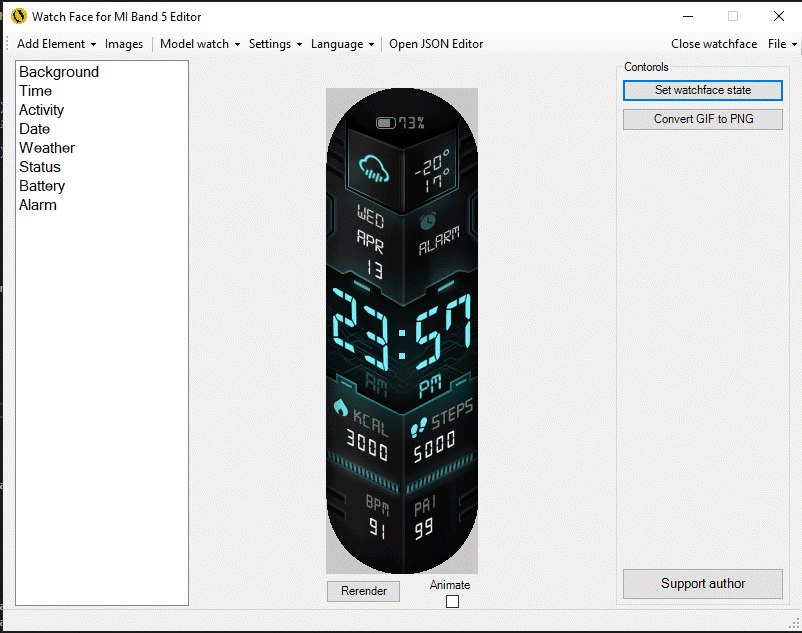 Watch Face for MI Band 5 Editor
Add Element Images Model watch Settings Language Open JSON Editor Close watchface File
Background
Time
Activity
Date
Weather
Status
Battery
Alarm
73%
-20°
17°
WED
APR
13
ALARM
23:57
AM PM
KCAL
3000
STEPS
5000
BPM
91
PAI
99
Rerender
Animate
Contorols
Set watchface state
Convert GIF to PNG
Support author